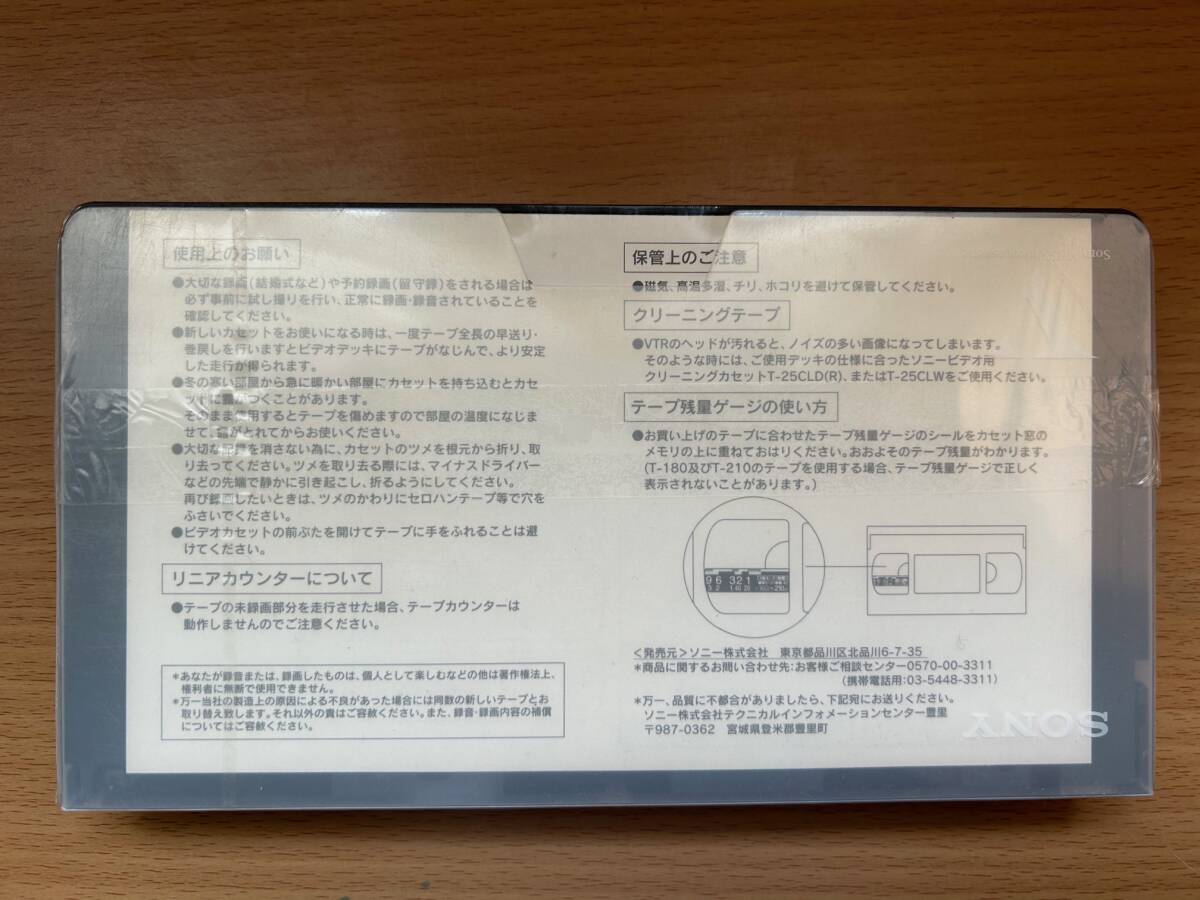 使用上のお願い
●大切な録画(結婚式など)や予約録画(留守録)をされる場合は
必ず事前に試し撮りを行い、正常に録画・録音されていることを
確認してください。
●新しいカセットをお使いになる時は、一度テープ全長の早送り・
巻戻しを行いますとビデオデッキにテープがなじんで、より安定
した走行が得られます。
●冬の寒い部屋から急に暖かい部屋にカセットを持ち込むとカセ
ットに露がつくことがあります。
そのまま使用するとテープを傷めますので部屋の温度になじま
せて、露がとれてからお使いください。
●大切な記録を消さない為に、カセットのツメを根元から折り、取
り去ってください。ツメを取り去る際には、マイナスドライバー
などの先端で静かに引き起こし、折るようにしてください。
再び録画したいときは、ツメのかわりにセロハンテープ等で穴を
ふさいでください。
●ビデオカセットの前ぶたを開けてテープに手をふれることは避
けてください。
リニアカウンターについて
●テープの未録画部分を走行させた場合、テープカウンターは
動作しませんのでご注意ください。
*あなたが録音または、録画したものは、個人として楽しむなどの他は著作権法上、
権利者に無断で使用できません。
*万一当社の製造上の原因による不良があった場合には同数の新しいテープとお
取り替え致します。それ以外の責はご容赦ください。また、録音・録画内容の補償
についてはご容赦ください。
保管上のご注意
●磁気、高温多湿、チリ、ホコリを避けて保管してください。
クリーニングテープ
●VTRのヘッドが汚れると、ノイズの多い画像になってしまいます。
そのような時には、ご使用デッキの仕様に合ったソニービデオ用
クリーニングカセットT-25CLD(R)、またはT-25CLWをご使用ください。
テープ残量ゲージの使い方
●お買い上げのテープに合わせたテープ残量ゲージのシールをカセット窓の
メモリの上に重ねておはりください。おおよそのテープ残量がわかります。
(T-180及びT-210のテープを使用する場合、テープ残量ゲージで正しく
表示されないことがあります。)
9 6 32 1
<発売元>ソニー株式会社 東京都品川区北品川6-7-35
*商品に関するお問い合わせ先:お客様ご相談センター0570-00-3311
(携帯電話用:03-5448-3311)
*万一、品質に不都合がありましたら、下記宛にお送りください。
ソニー株式会社テクニカルインフォメーションセンター豊里
〒987-0362 宮城県登米郡豊里町
SONY